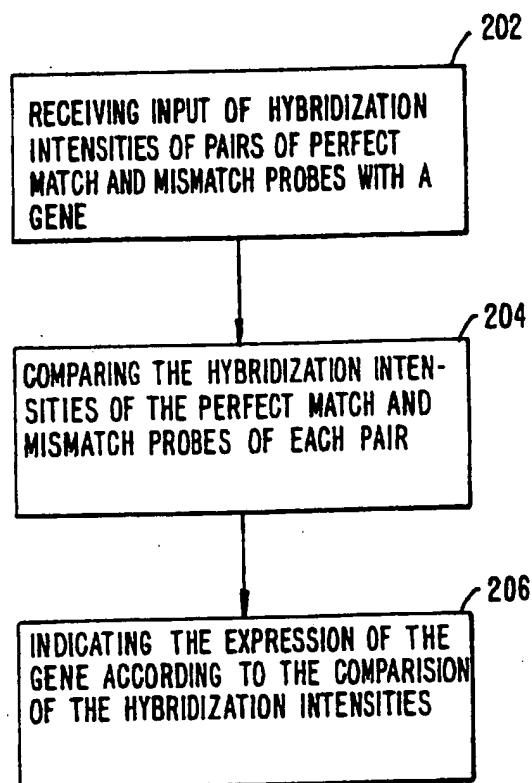 202
RECEIVING INPUT OF HYBRIDIZATION
INTENSITIES OF PAIRS OF PERFECT
MATCH AND MISMATCH PROBES WITH A
GENE
204
COMPARING THE HYBRIDIZATION INTEN-
SITIES OF THE PERFECT MATCH AND
MISMATCH PROBES OF EACH PAIR
206
INDICATING THE EXPRESSION OF THE
GENE ACCORDING TO THE COMPARISION
OF THE HYBRIDIZATION INTENSITIES